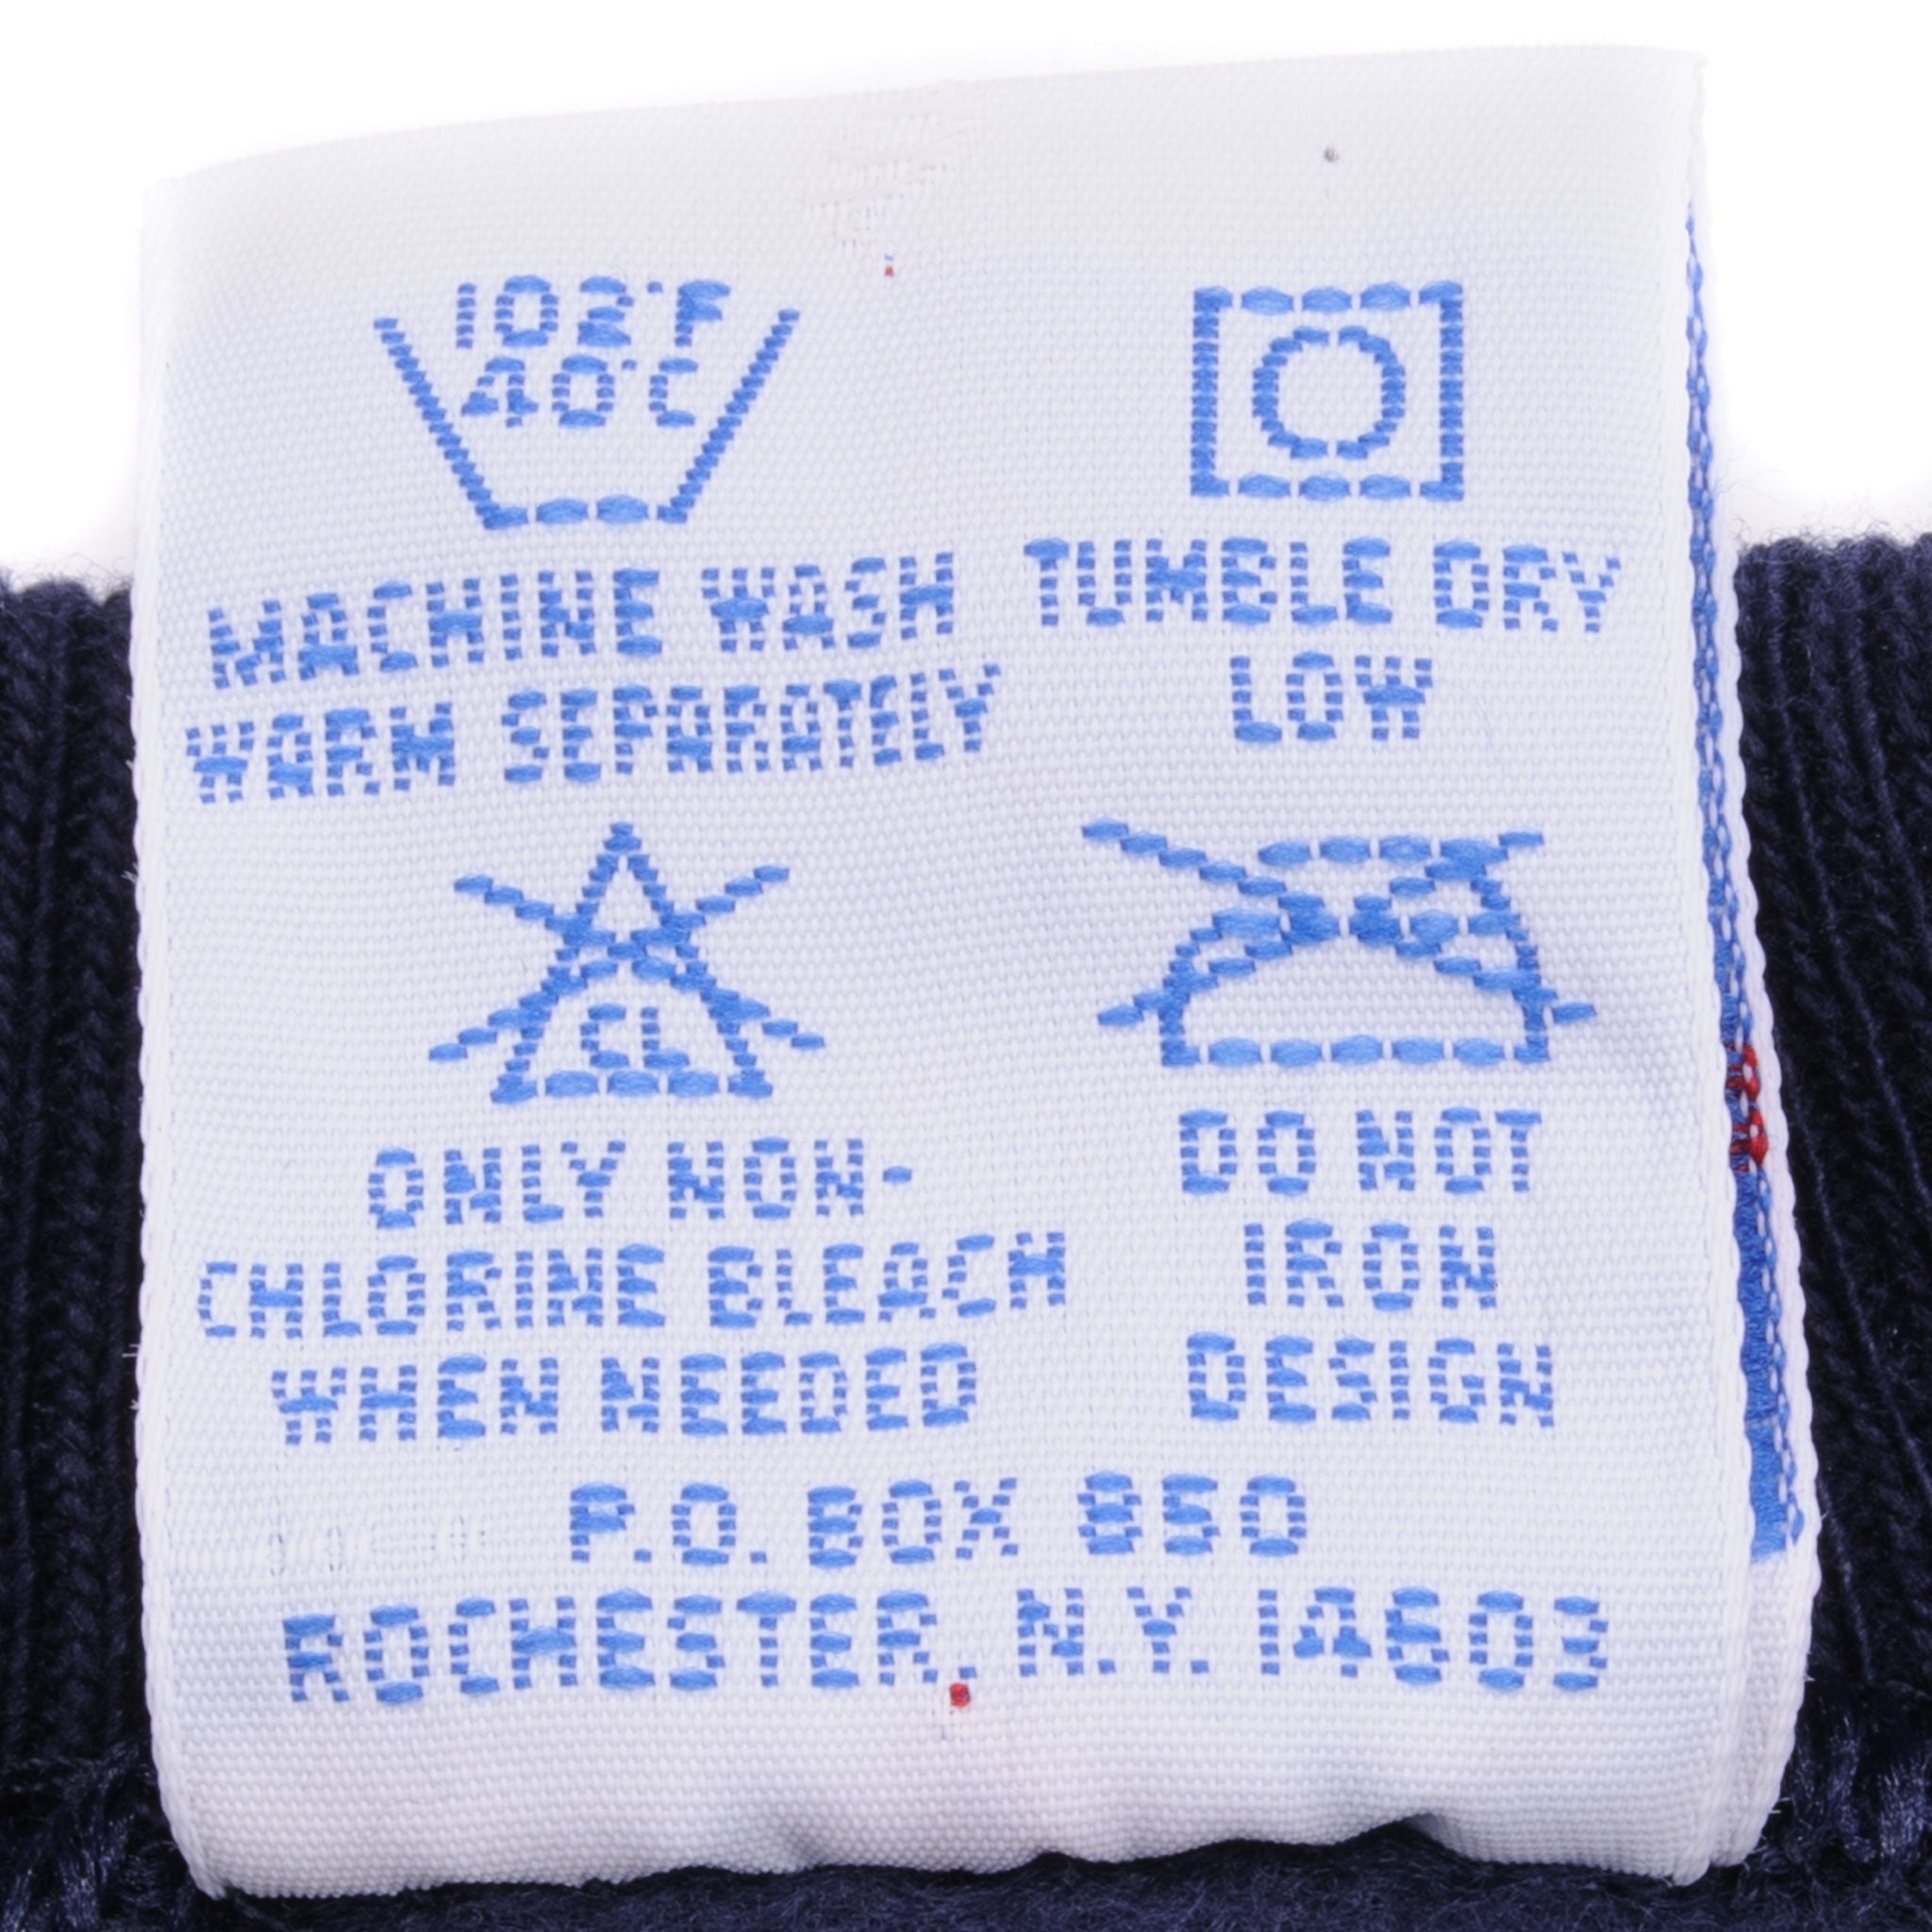 102°F
40°C
MACHINE WASH
WARM SEPARATELY
TUMBLE DRY
LOW
CL
ONLY NON-
CHLORINE BLEACH
WHEN NEEDED
DO NOT
IRON
DESIGN
P.O. BOX 850
ROCHESTER, N.Y. 14603